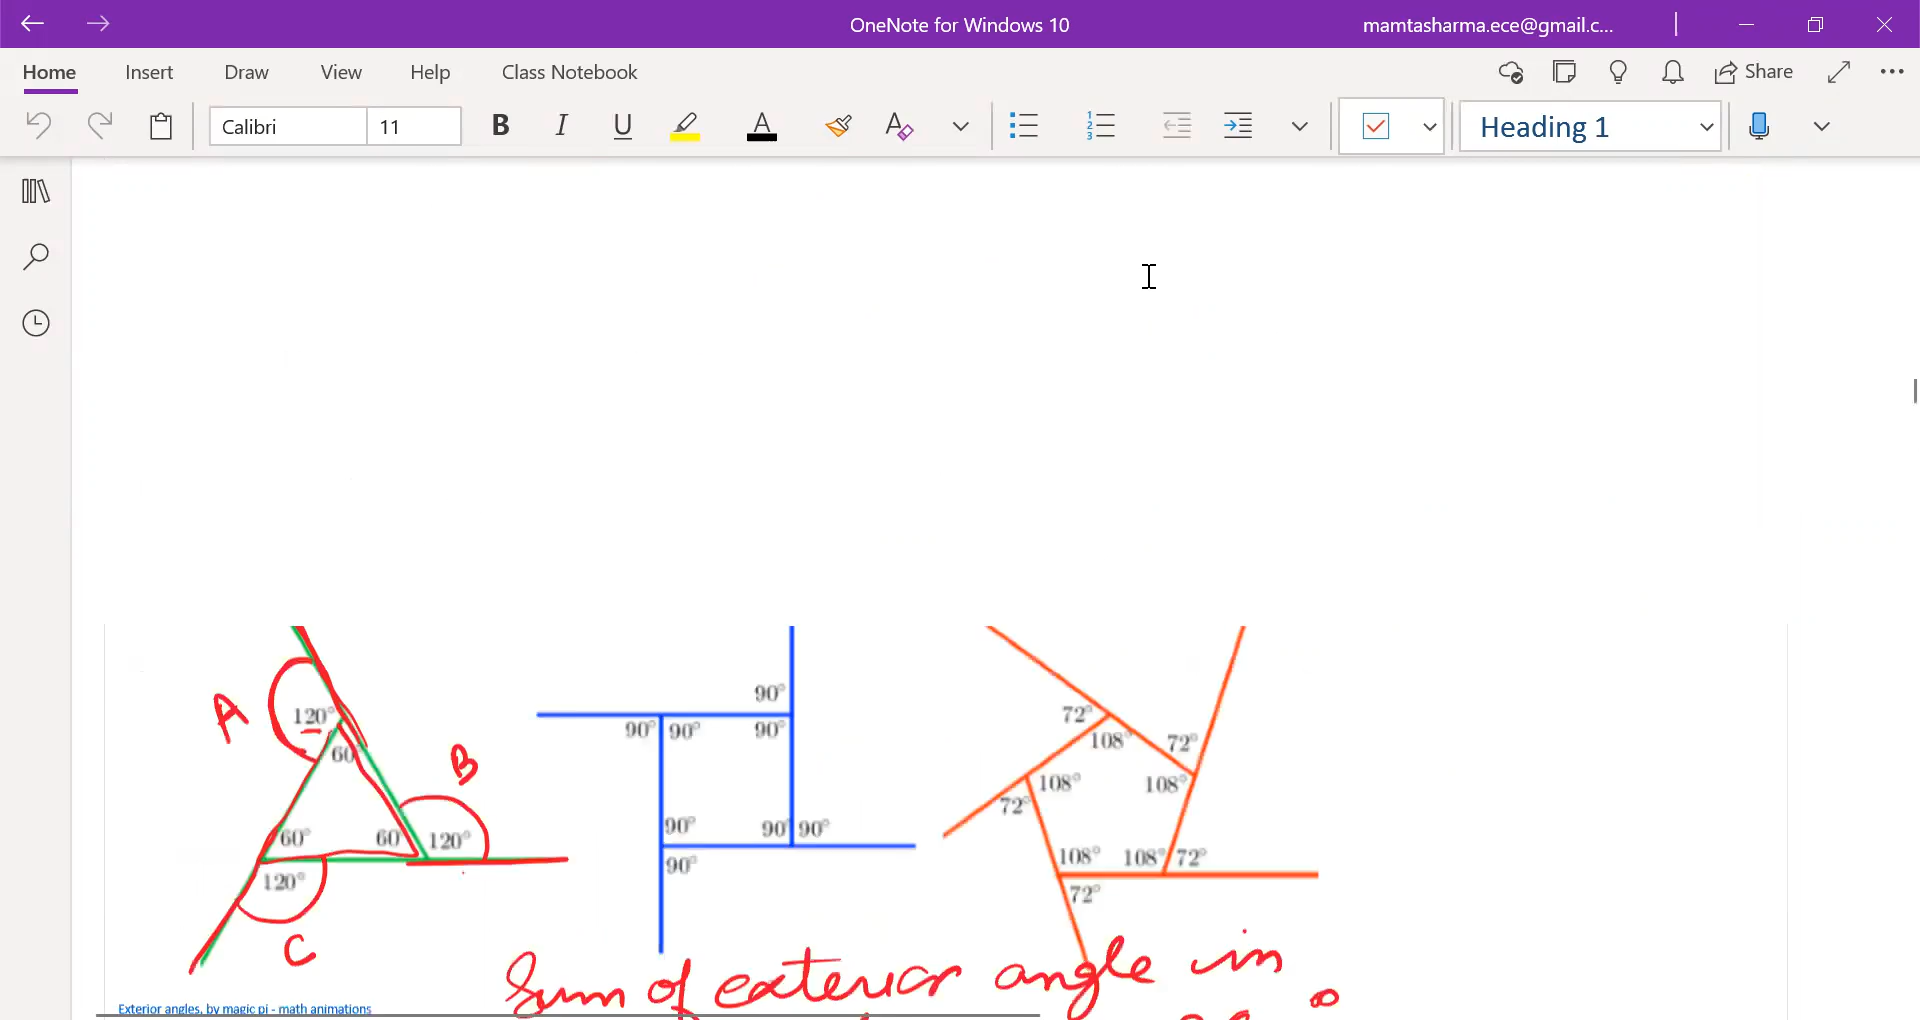 OneNote for Windows 10
mamtasharma.ece@gmail.c...
Home Insert Draw View Help Class Notebook
Share
Calibri 11 B I U A A
Heading 1
A
120°
60°
B
60° 60° 120°
120°
C
90°
90° 90° 90°
90° 90° 90°
90°
72°
108° 72°
108° 108°
72°
108° 108° 72°
72°
Sum of exterior angle in
Exterior angles, by magic pi - math animations